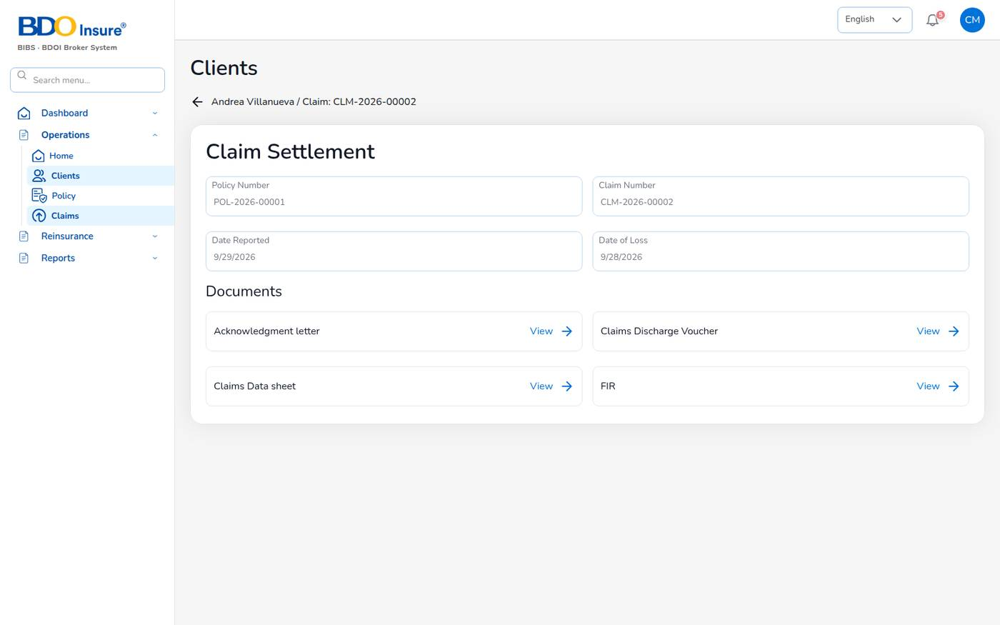 BDO Insure®
BIBS · BDOI Broker System
Search menu...
Dashboard
Operations
Home
Clients
Policy
Claims
Reinsurance
Reports
English
5
CM
Clients
Andrea Villanueva / Claim: CLM-2026-00002
Claim Settlement
Policy Number
POL-2026-00001
Claim Number
CLM-2026-00002
Date Reported
9/29/2026
Date of Loss
9/28/2026
Documents
Acknowledgment letter View
Claims Discharge Voucher View
Claims Data sheet View
FIR View